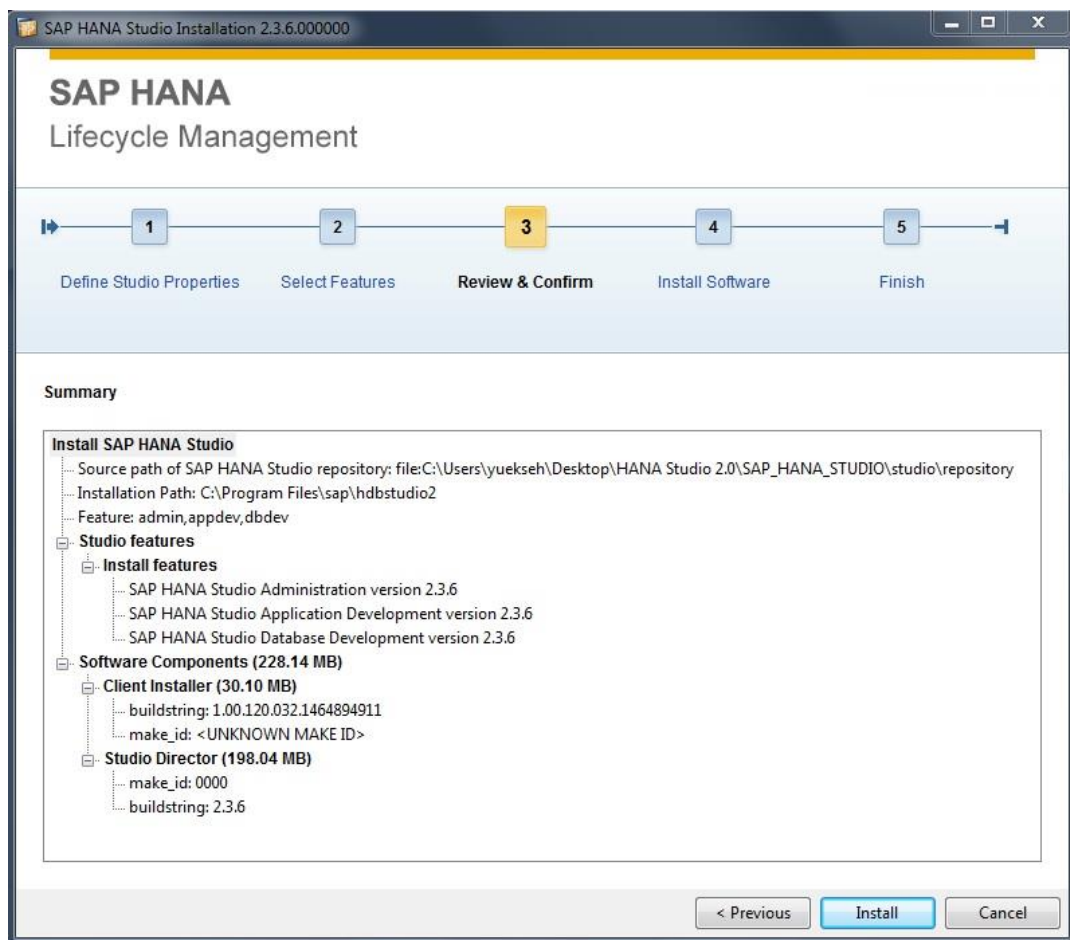 SAP HANA Studio Installation 2.3.6.000000
SAP HANA
Lifecycle Management
1 2 3 4 5
Define Studio Properties Select Features Review & Confirm Install Software Finish
Summary
Install SAP HANA Studio
Source path of SAP HANA Studio repository: file:C:\Users\yuekseh\Desktop\HANA Studio 2.0\SAP_HANA_STUDIO\studio\repository
Installation Path: C:\Program Files\sap\hdbstudio2
Feature: admin,appdev,dbdev
Studio features
Install features
SAP HANA Studio Administration version 2.3.6
SAP HANA Studio Application Development version 2.3.6
SAP HANA Studio Database Development version 2.3.6
Software Components (228.14 MB)
Client Installer (30.10 MB)
buildstring: 1.00.120.032.1464894911
make_id: <UNKNOWN MAKE ID>
Studio Director (198.04 MB)
make_id: 0000
buildstring: 2.3.6
< Previous Install Cancel